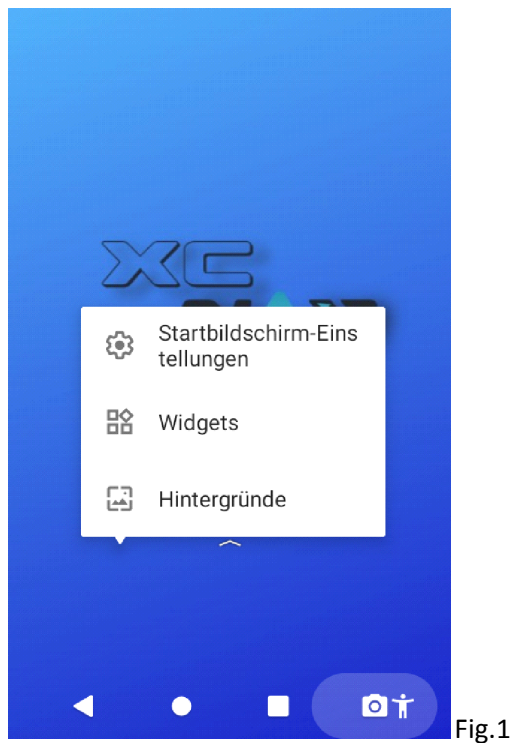 XC
Startbildschirm-Eins
tellungen
Widgets
Hintergründe
Fig.1